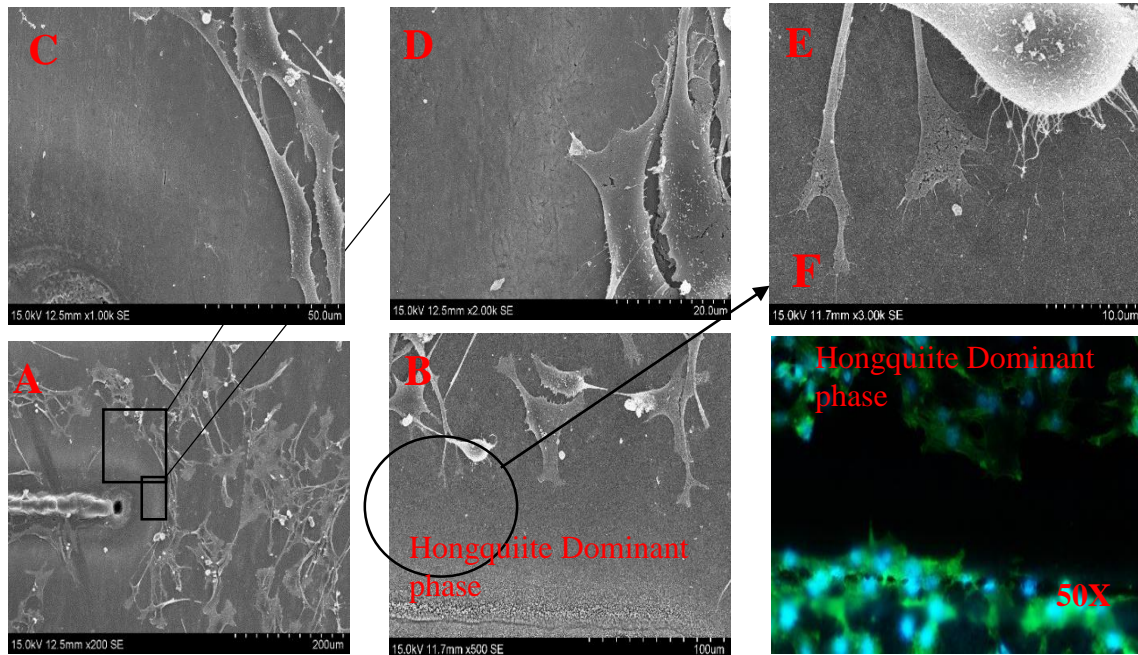 C
D
E
F
15.0kV 12.5mm x1.00k SE 50.0um
15.0kV 12.5mm x2.00k SE 20.0um
15.0kV 11.7mm x3.00k SE 10.0um
A
B
Hongquiite Dominant
phase
Hongquiite Dominant
phase
50X
15.0kV 12.5mm x200 SE 200um
15.0kV 11.7mm x500 SE 100um